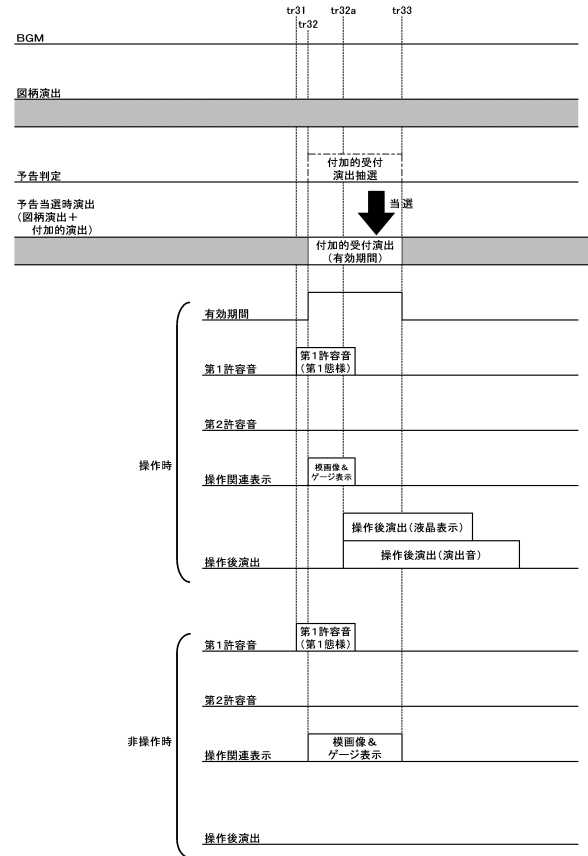 tr31 tr32a tr33
tr32
BGM
図柄演出
付加的受付
演出抽選
予告判定
当選
予告当選時演出
(図柄演出＋
付加的演出)
付加的受付演出
(有効期間)
有効期間
第1許容音
(第1態様)
第1許容音
第2許容音
操作時
模画像＆
ゲージ表示
操作関連表示
操作後演出(液晶表示)
操作後演出(演出音)
操作後演出
第1許容音
(第1態様)
第1許容音
第2許容音
非操作時
模画像＆
ゲージ表示
操作関連表示
操作後演出